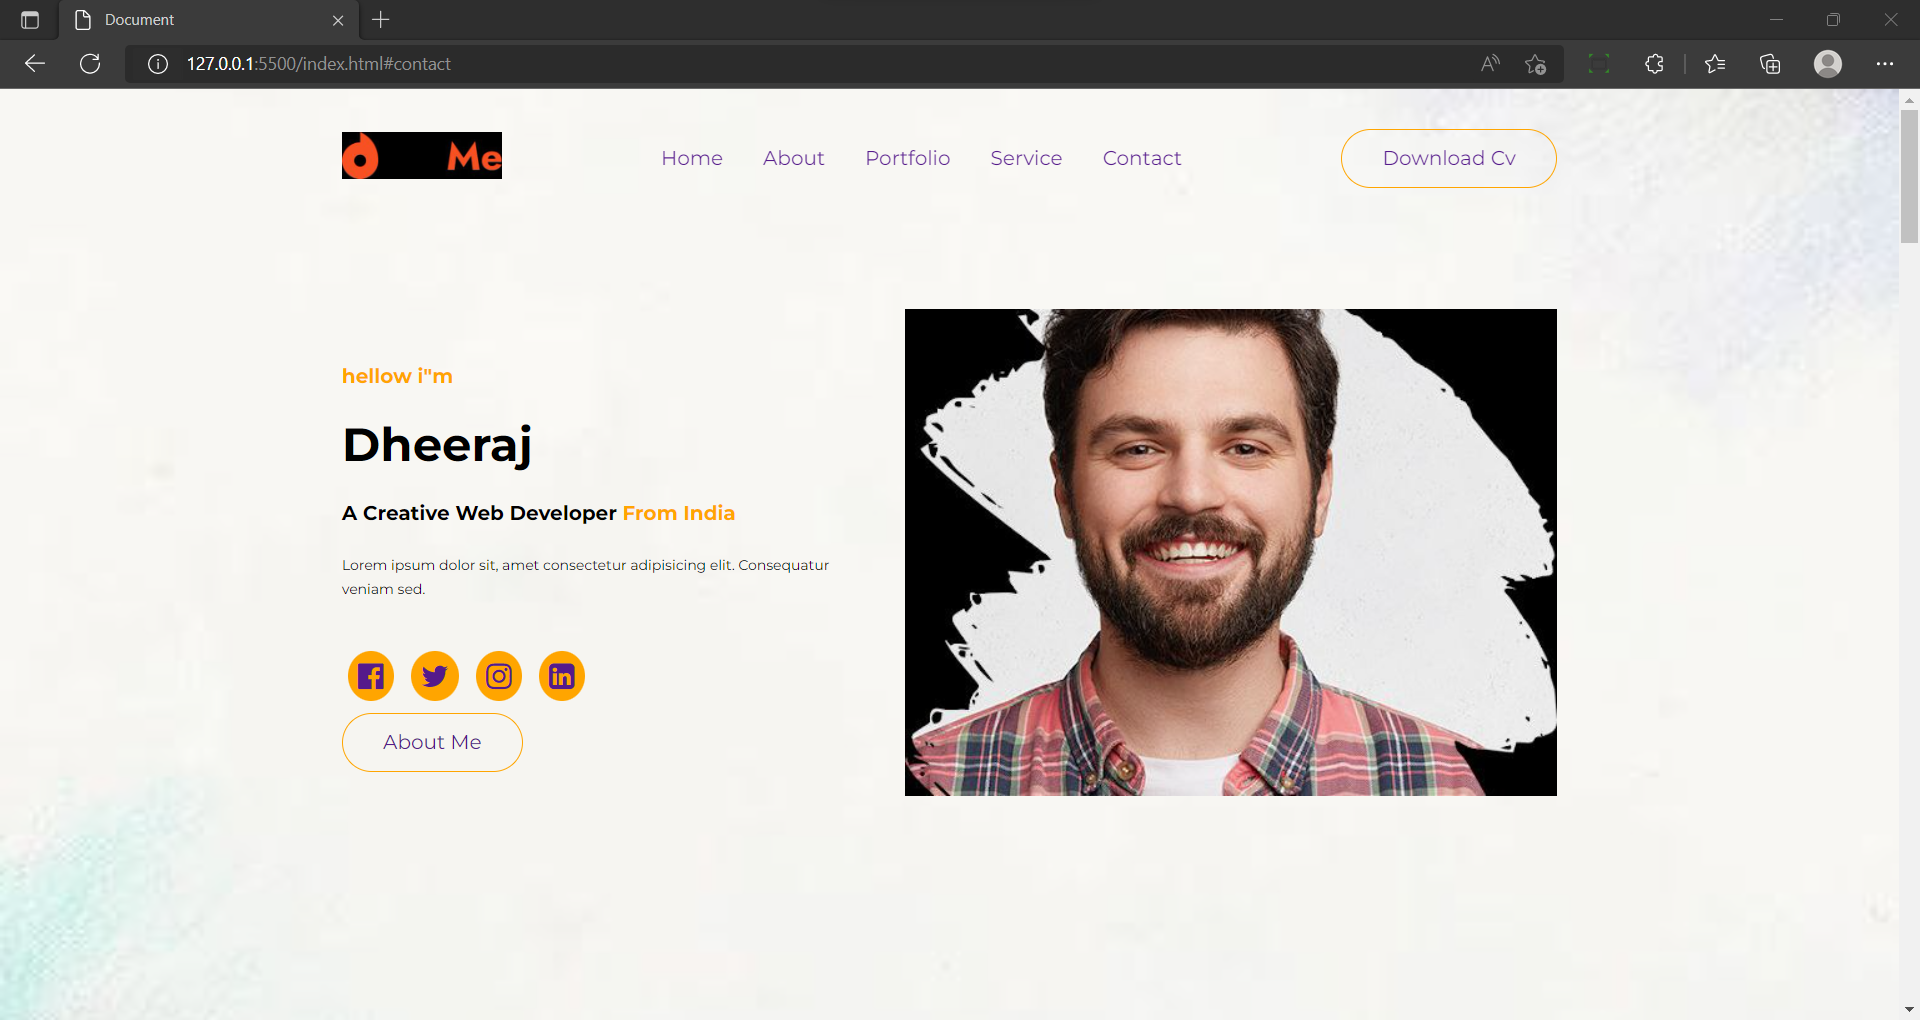 Document
127.0.0.1:5500/index.html#contact
Me
Home About Portfolio Service Contact
Download Cv
hellow i"m
Dheeraj
A Creative Web Developer From India
Lorem ipsum dolor sit, amet consectetur adipisicing elit. Consequatur
veniam sed.
About Me